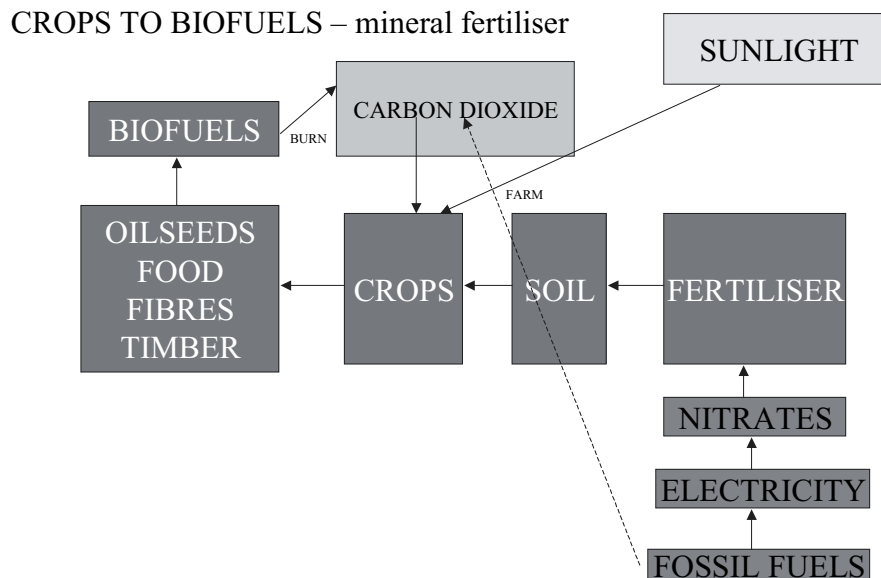 CROPS TO BIOFUELS – mineral fertiliser
SUNLIGHT
CARBON DIOXIDE
BIOFUELS
BURN
FARM
OILSEEDS
FOOD
FIBRES
TIMBER
CROPS
SOIL
FERTILISER
NITRATES
ELECTRICITY
FOSSIL FUELS